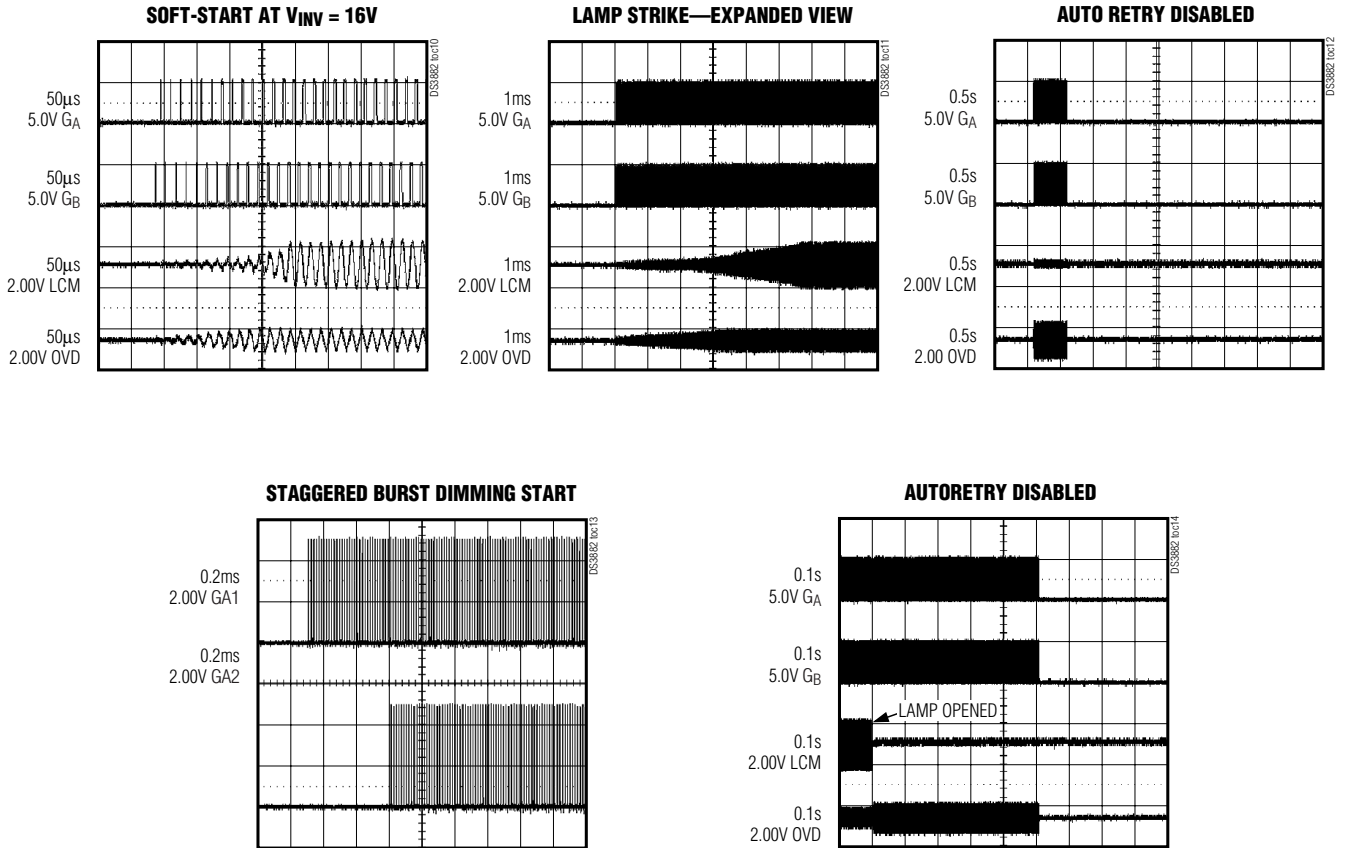 SOFT-START AT VINV = 16V
50µs
5.0V GA
50µs
5.0V GB
50µs
2.00V LCM
50µs
2.00V OVD
DS3882 toc10
LAMP STRIKE—EXPANDED VIEW
1ms
5.0V GA
1ms
5.0V GB
1ms
2.00V LCM
1ms
2.00V OVD
DS3882 toc11
AUTO RETRY DISABLED
0.5s
5.0V GA
0.5s
5.0V GB
0.5s
2.00V LCM
0.5s
2.00 OVD
DS3882 toc12
STAGGERED BURST DIMMING START
0.2ms
2.00V GA1
0.2ms
2.00V GA2
DS3882 toc13
AUTORETRY DISABLED
0.1s
5.0V GA
0.1s
5.0V GB
LAMP OPENED
0.1s
2.00V LCM
0.1s
2.00V OVD
DS3882 toc14